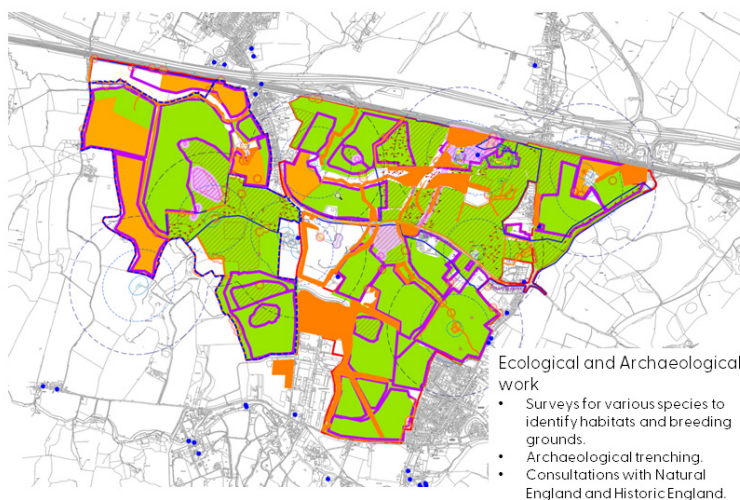 Ecological and Archaeological
work
• Surveys for various species to
identify habitats and breeding
grounds.
• Archaeological trenching.
• Consultations with Natural
England and Historic England.